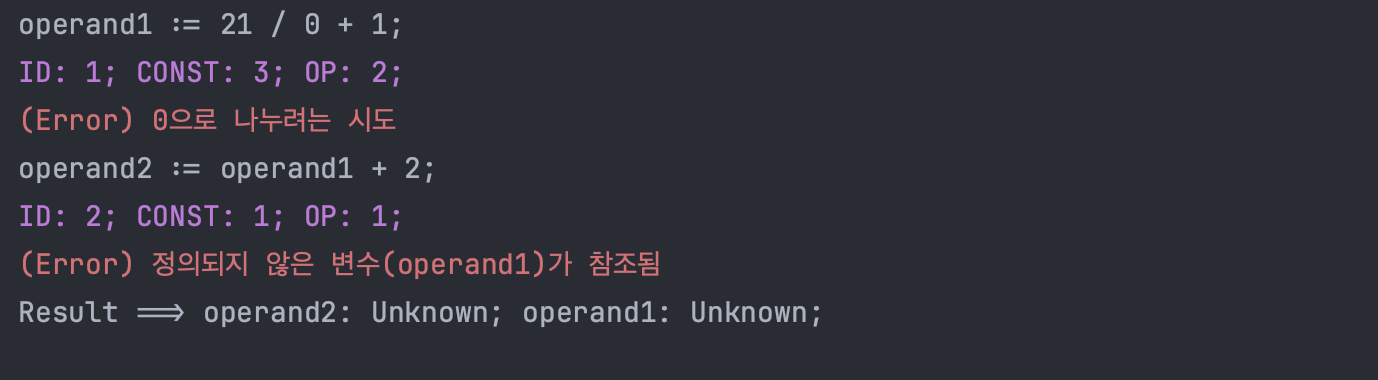 operand1 := 21 / 0 + 1;
ID: 1; CONST: 3; OP: 2;
(Error) 0으로 나누려는 시도
operand2 := operand1 + 2;
ID: 2; CONST: 1; OP: 1;
(Error) 정의되지 않은 변수(operand1)가 참조됨
Result ==> operand2: Unknown; operand1: Unknown;